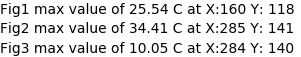 Fig1 max value of 25.54 C at X:160 Y: 118
Fig2 max value of 34.41 C at X:285 Y: 141
Fig3 max value of 10.05 C at X:284 Y: 140